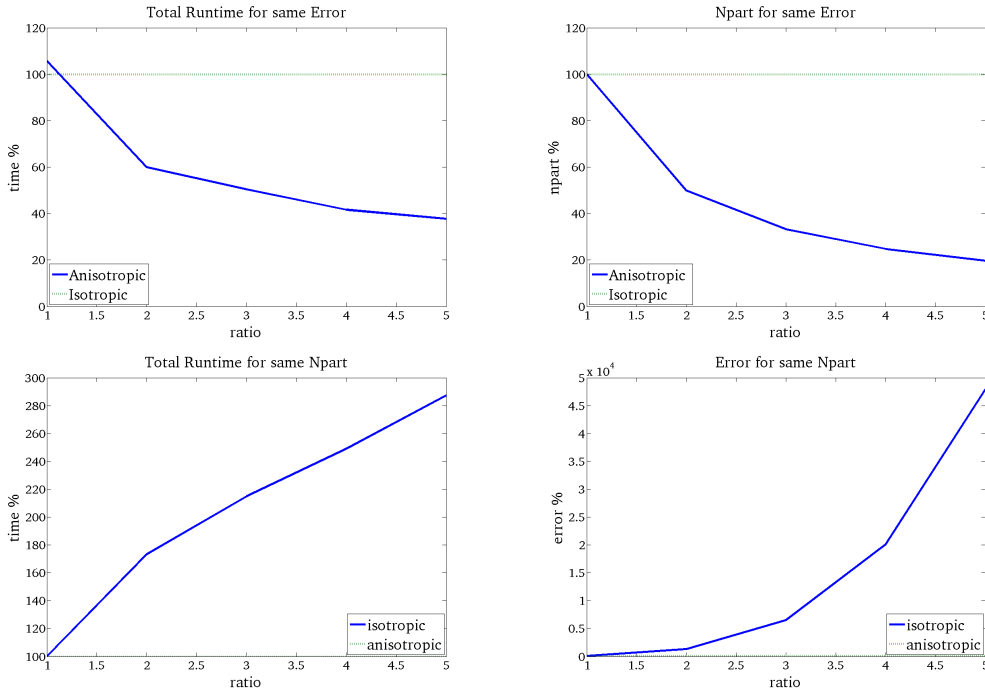 Total Runtime for same Error
120
100
80
60
40
20
0
time %
Anisotropic
Isotropic
1 1.5 2 2.5 3 3.5 4 4.5 5
ratio
Npart for same Error
120
100
80
60
40
20
0
npart %
Anisotropic
Isotropic
1 1.5 2 2.5 3 3.5 4 4.5 5
ratio
Total Runtime for same Npart
300
280
260
240
220
200
180
160
140
120
100
time %
isotropic
anisotropic
1 1.5 2 2.5 3 3.5 4 4.5 5
ratio
Error for same Npart
x 10^4
5
4.5
4
3.5
3
2.5
2
1.5
1
0.5
0
error %
isotropic
anisotropic
1 1.5 2 2.5 3 3.5 4 4.5 5
ratio